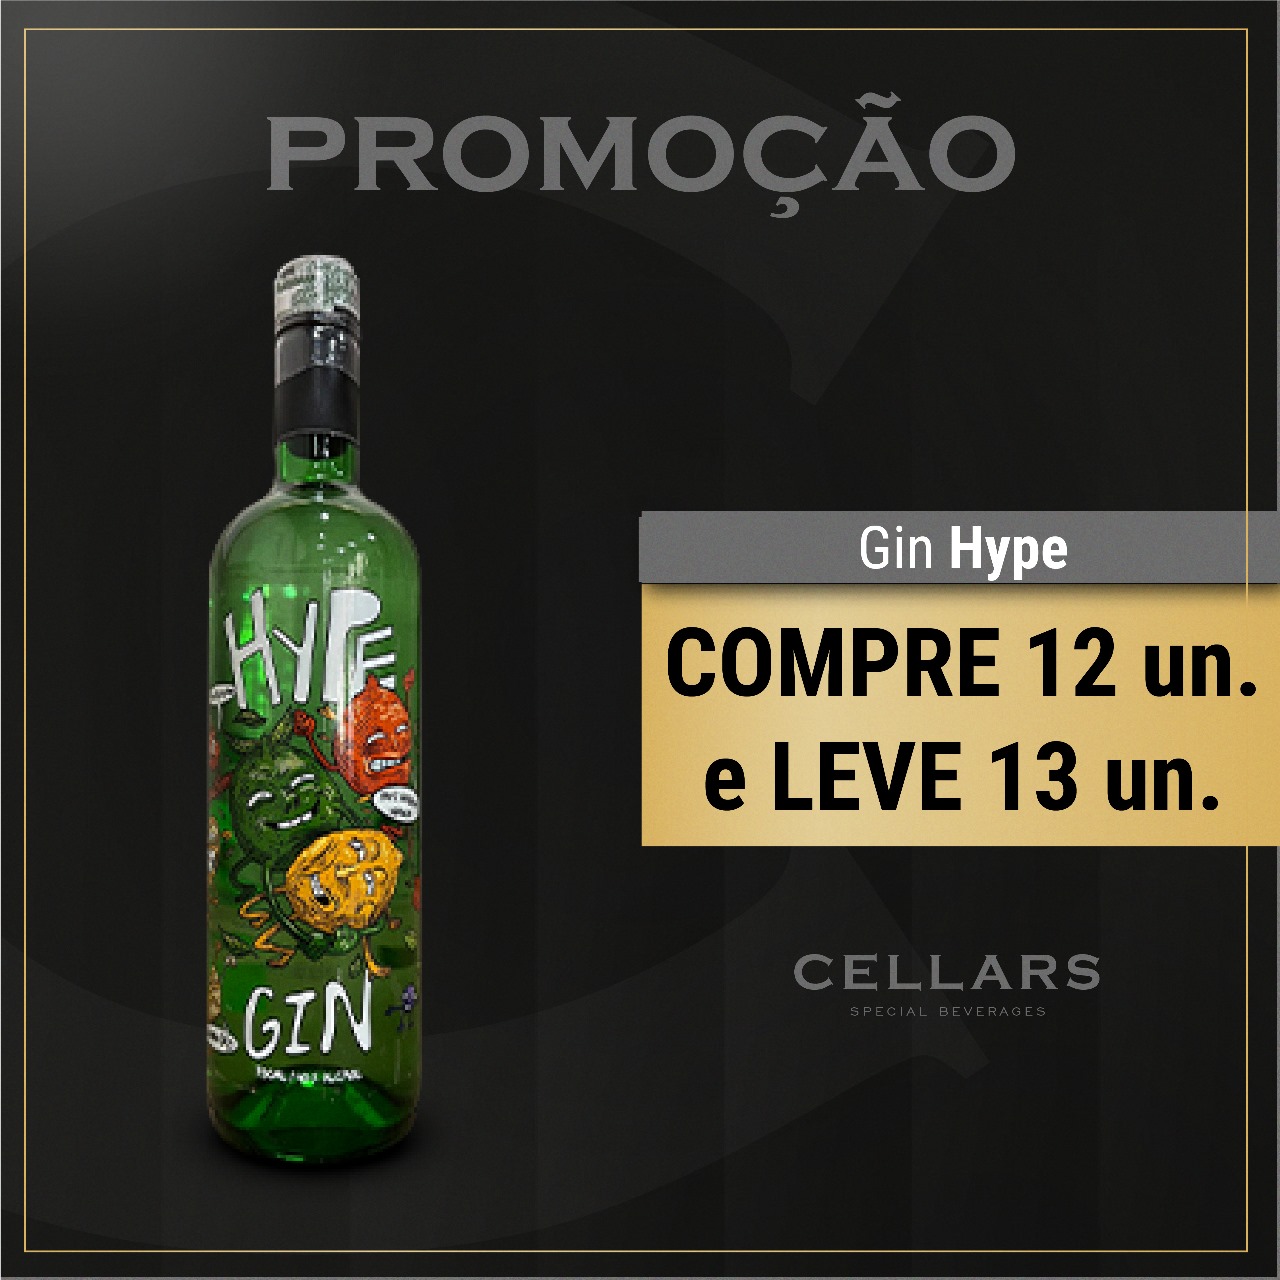 PROMOÇÃO
Gin Hype
COMPRE 12 un.
e LEVE 13 un.
HYPE
GIN
CELLARS
SPECIAL BEVERAGES